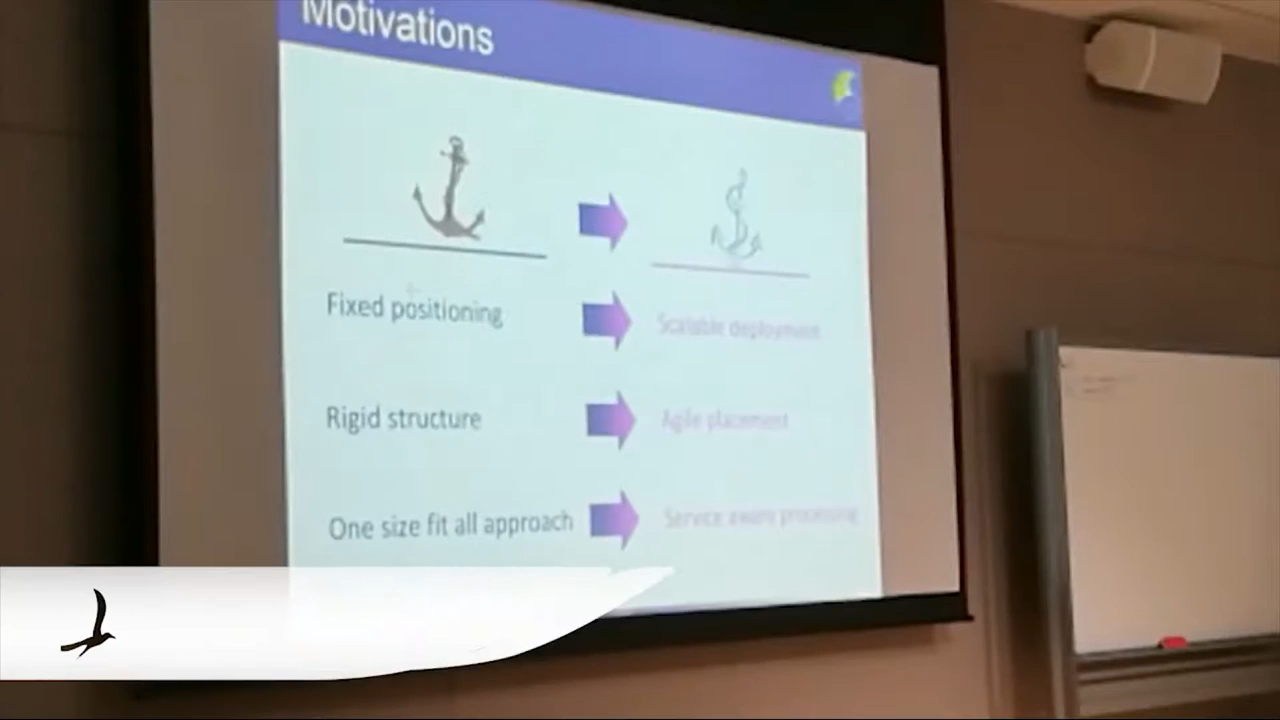 Motivations
Fixed positioning
Scalable deployment
Rigid structure
Agile placement
One size fit all approach
Service aware processing